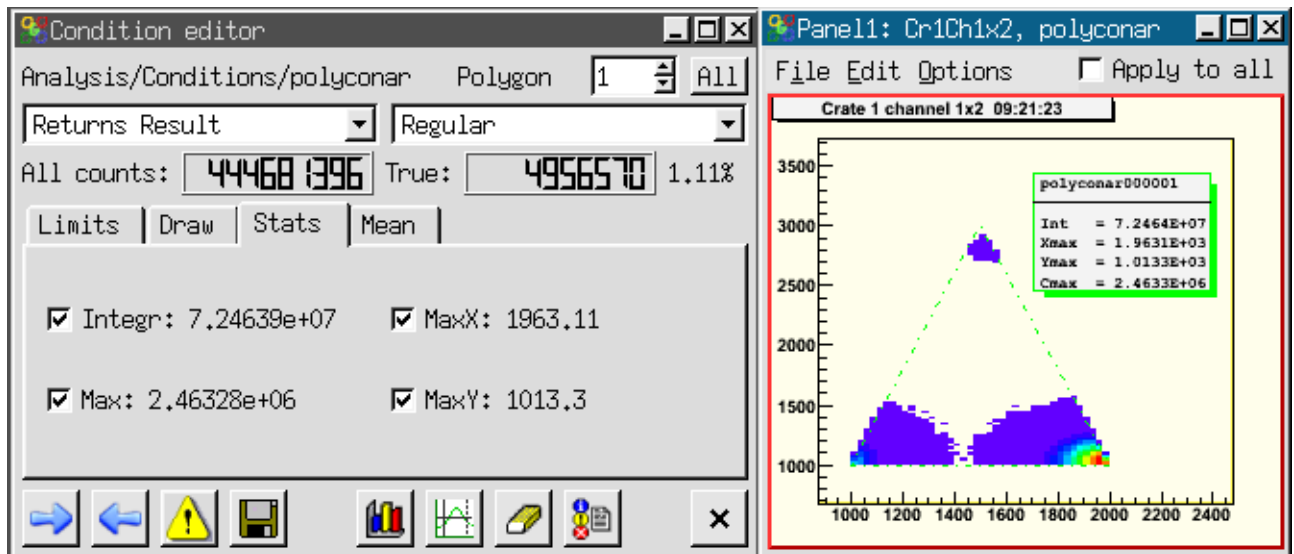 Condition editor
Analysis/Conditions/polyconar Polygon 1 All
Returns Result Regular
All counts: 444681396 True: 4956570 1.11%
Limits Draw Stats Mean
Integr: 7.24639e+07 MaxX: 1963.11
Max: 2.46328e+06 MaxY: 1013.3
Panel1: Cr1Ch1x2, polyconar
File Edit Options Apply to all
Crate 1 channel 1x2 09:21:23
polyconar000001
Int = 7.2464E+07
Xmax = 1.9631E+03
Ymax = 1.0133E+03
Cmax = 2.4633E+06
3500
3000
2500
2000
1500
1000
1000 1200 1400 1600 1800 2000 2200 2400